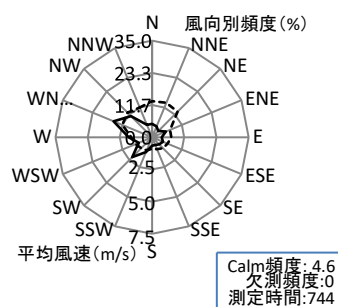 N 風向別頻度(%)
35.0
NNW NNE
NW 23.3 NE
WN... 11.7 ENE
W 0.0 E
WSW 2.5 ESE
SW 5.0 SE
平均風速(m/s) SSW 7.5 SSE
S
Calm頻度: 4.6
欠測頻度:0
測定時間:744